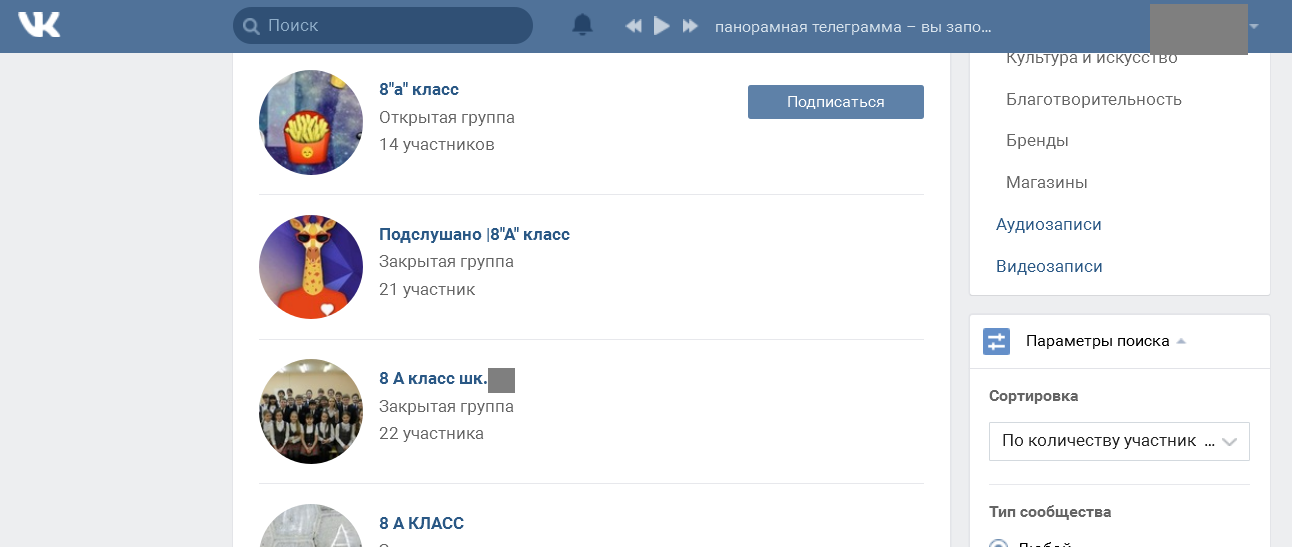 Поиск
панорамная телеграмма – вы запо...
8"а" класс
Открытая группа
14 участников
Подписаться
Подслушано |8"А" класс
Закрытая группа
21 участник
8 А класс шк.
Закрытая группа
22 участника
8 А КЛАСС
Культура и искусство
Благотворительность
Бренды
Магазины
Аудиозаписи
Видеозаписи
Параметры поиска
Сортировка
По количеству участник ...
Тип сообщества
Любой